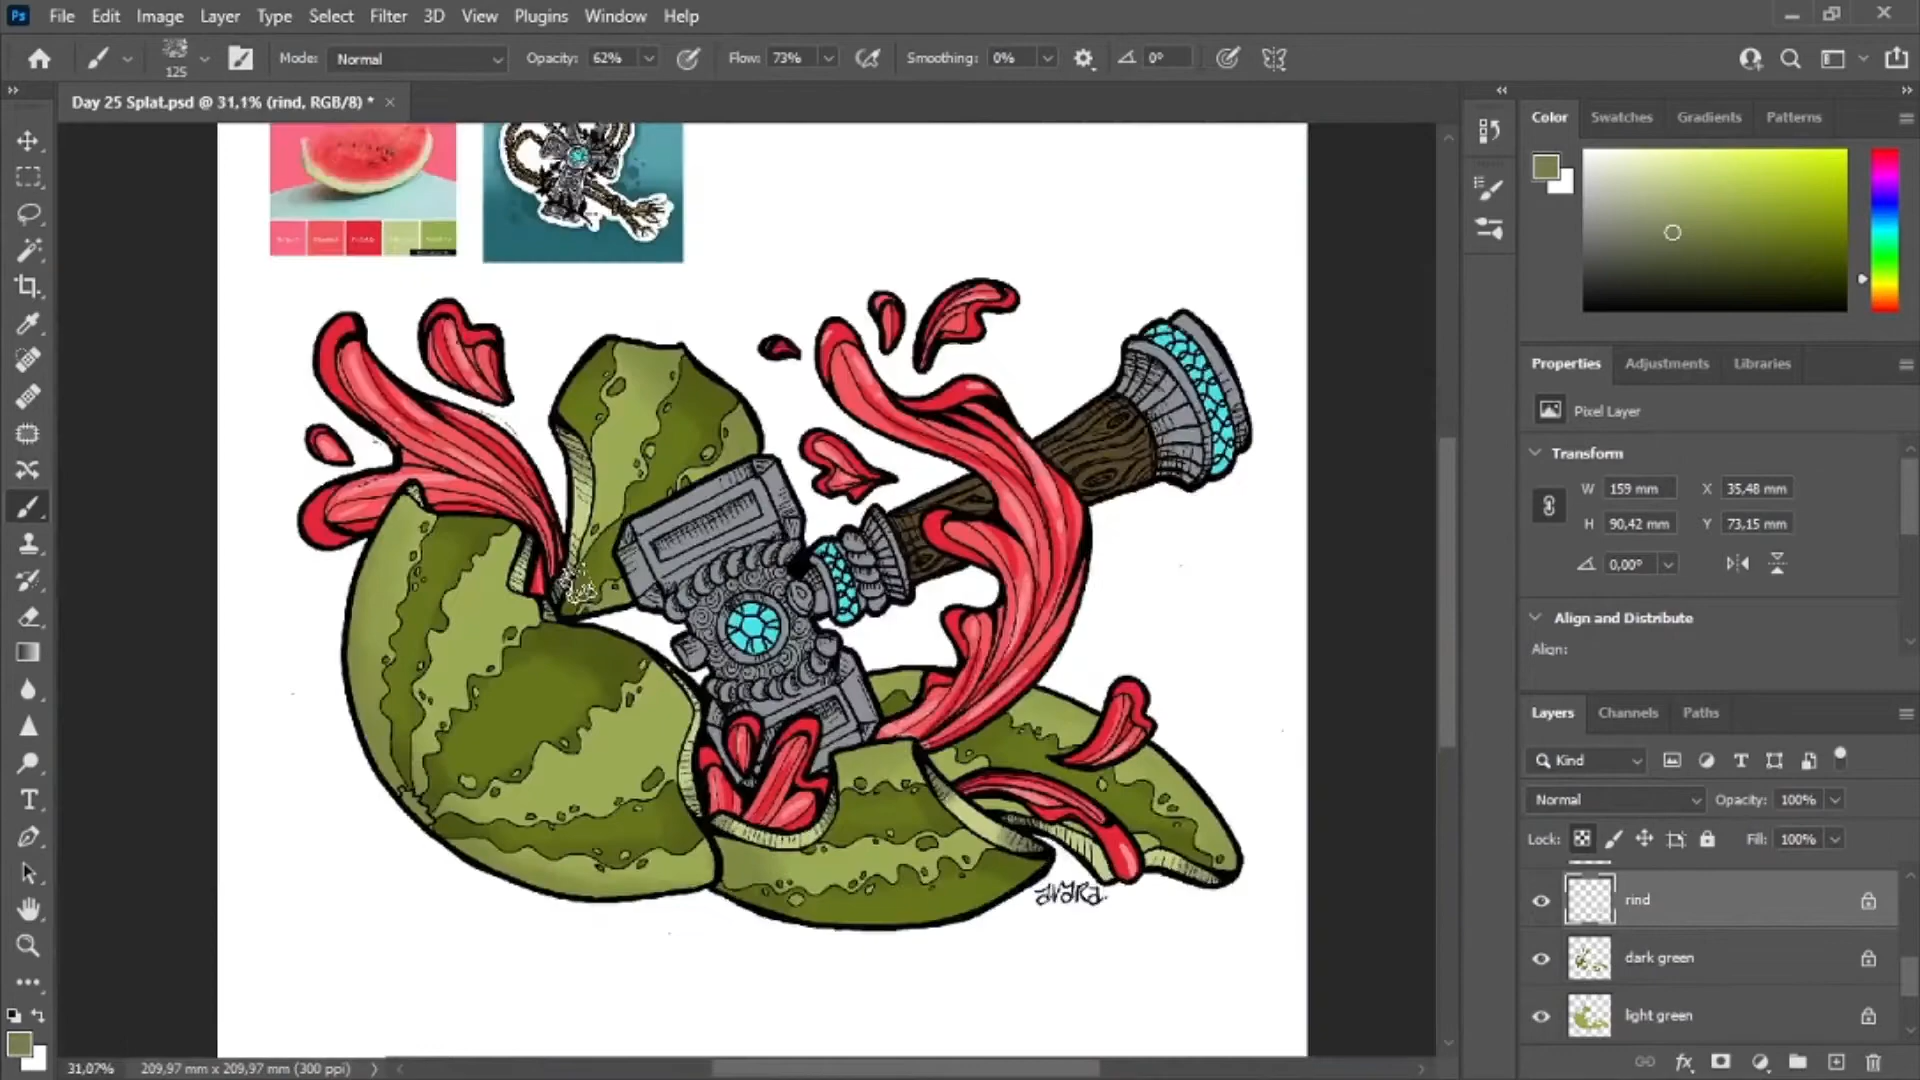 Ps File Edit Image Layer Type Select Filter 3D View Plugins Window Help
125 Mode: Normal Opacity: 62% Flow: 73% Smoothing: 0% 0°
Day 25 Splat.psd @ 31,1% (rind, RGB/8) *
Color Swatches Gradients Patterns
Properties Adjustments Libraries
Pixel Layer
Transform
W 159 mm X 35,48 mm
H 90,42 mm Y 73,15 mm
0,00°
Align and Distribute
Align:
Layers Channels Paths
Kind
Normal Opacity: 100%
Lock: Fill: 100%
rind
dark green
light green
avara
31,07% 209,97 mm x 209,97 mm (300 ppi)